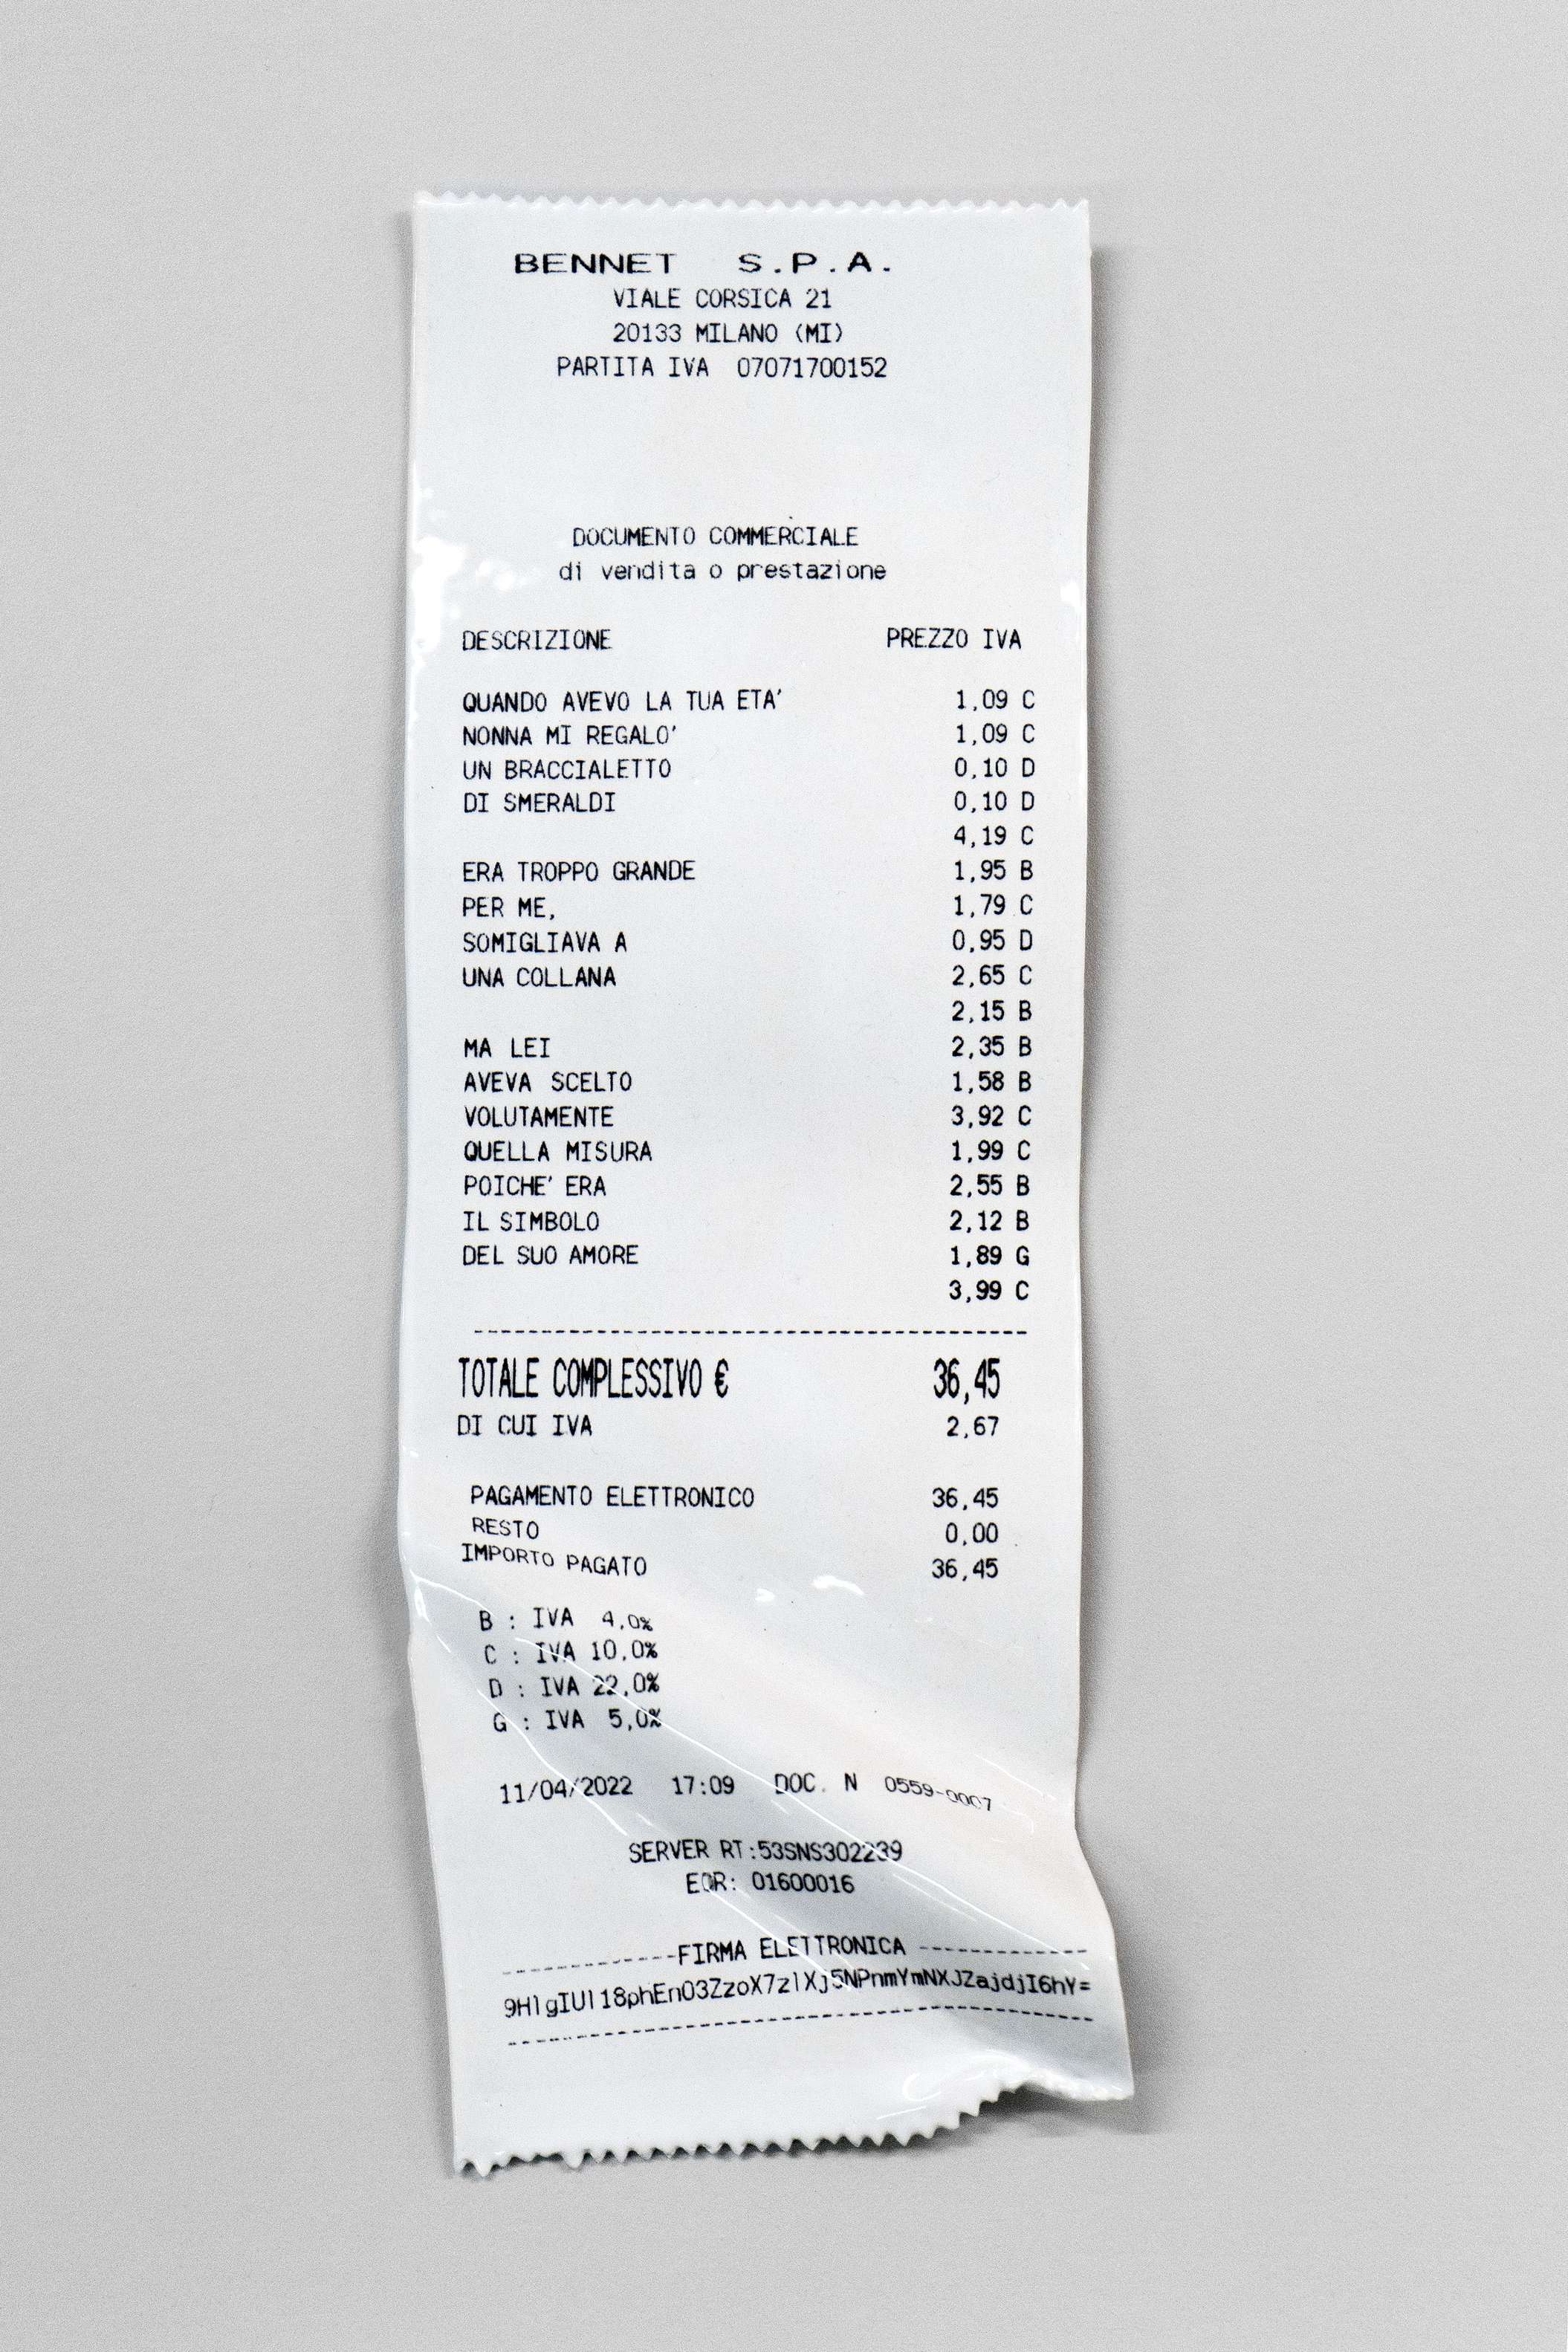 BENNET S.P.A.
VIALE CORSICA 21
20133 MILANO (MI)
PARTITA IVA 07071700152
DOCUMENTO COMMERCIALE
di vendita o prestazione
DESCRIZIONE PREZZO IVA
QUANDO AVEVO LA TUA ETA' 1,09 C
NONNA MI REGALO' 1,09 C
UN BRACCIALETTO 0,10 D
DI SMERALDI 0,10 D
4,19 C
ERA TROPPO GRANDE 1,95 B
PER ME, 1,79 C
SOMIGLIAVA A 0,95 D
UNA COLLANA 2,65 C
2,15 B
MA LEI 2,35 B
AVEVA SCELTO 1,58 B
VOLUTAMENTE 3,92 C
QUELLA MISURA 1,99 C
POICHE' ERA 2,55 B
IL SIMBOLO 2,12 B
DEL SUO AMORE 1,89 G
3,99 C
TOTALE COMPLESSIVO € 36,45
DI CUI IVA 2,67
PAGAMENTO ELETTRONICO 36,45
RESTO 0,00
IMPORTO PAGATO 36,45
B : IVA 4,0%
C : IVA 10,0%
D : IVA 22,0%
G : IVA 5,0%
11/04/2022 17:09 DOC. N 0559-0007
SERVER RT:53SNS302239
EQR: 01600016
------------FIRMA ELETTRONICA ------------
9HlgIUl18phEnO3ZzoX7zlXj5NPnmYmNXJZajdjI6hY=